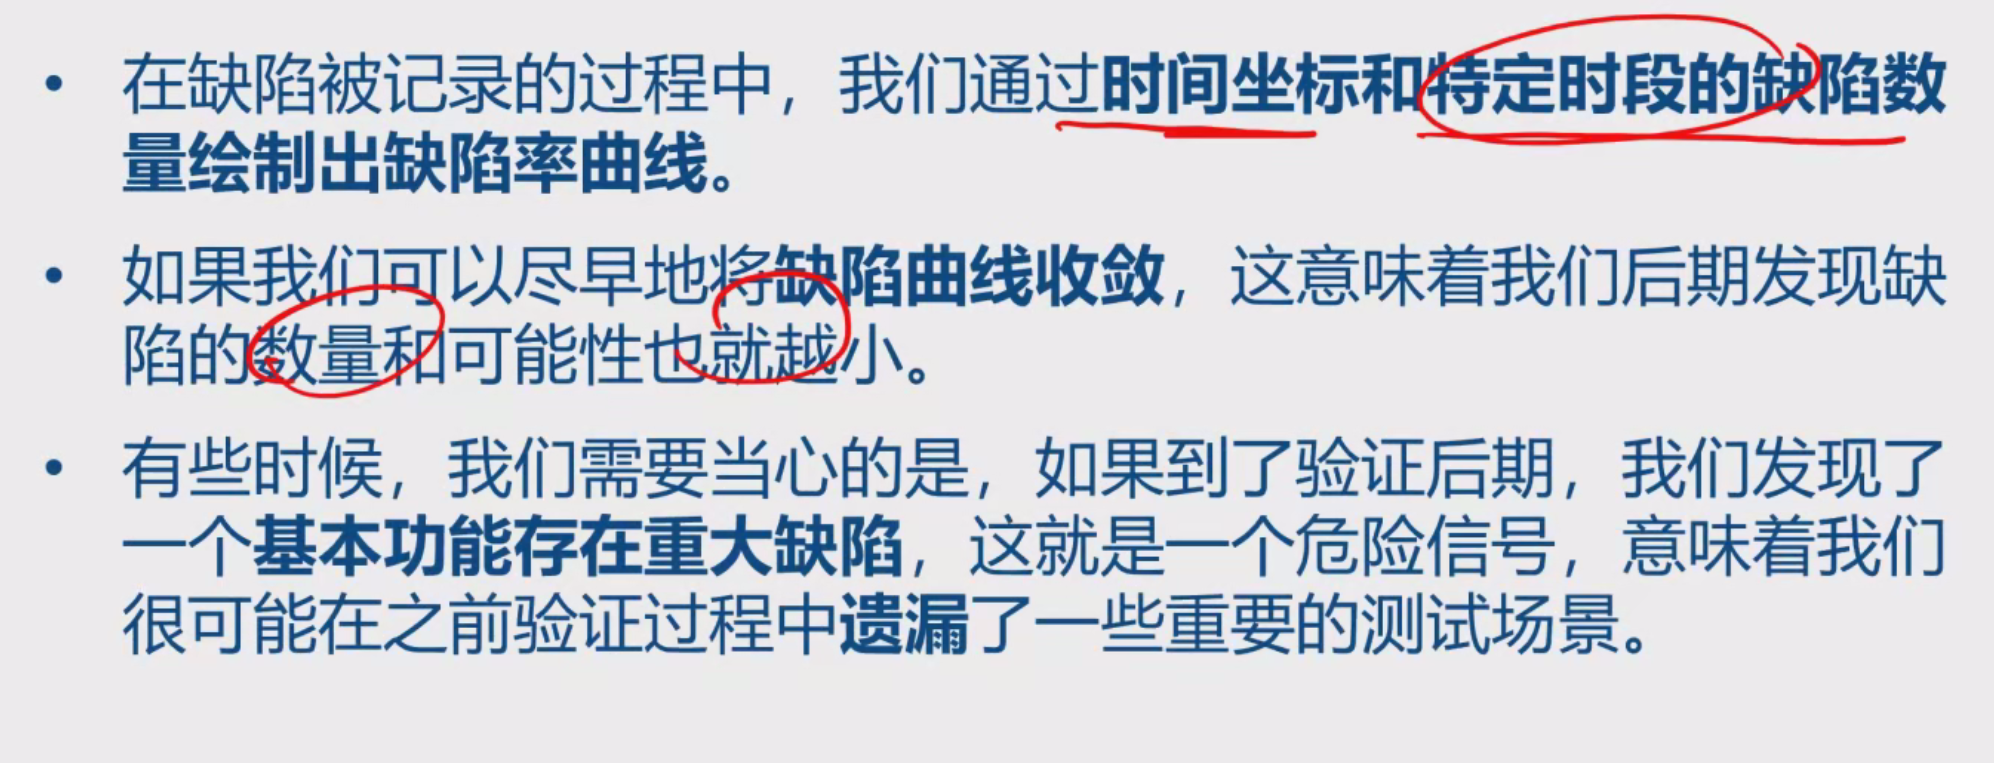 • 在缺陷被记录的过程中，我们通过时间坐标和特定时段的缺陷数
量绘制出缺陷率曲线。
• 如果我们可以尽早地将缺陷曲线收敛，这意味着我们后期发现缺
陷的数量和可能性也就越小。
• 有些时候，我们需要当心的是，如果到了验证后期，我们发现了
一个基本功能存在重大缺陷，这就是一个危险信号，意味着我们
很可能在之前验证过程中遗漏了一些重要的测试场景。